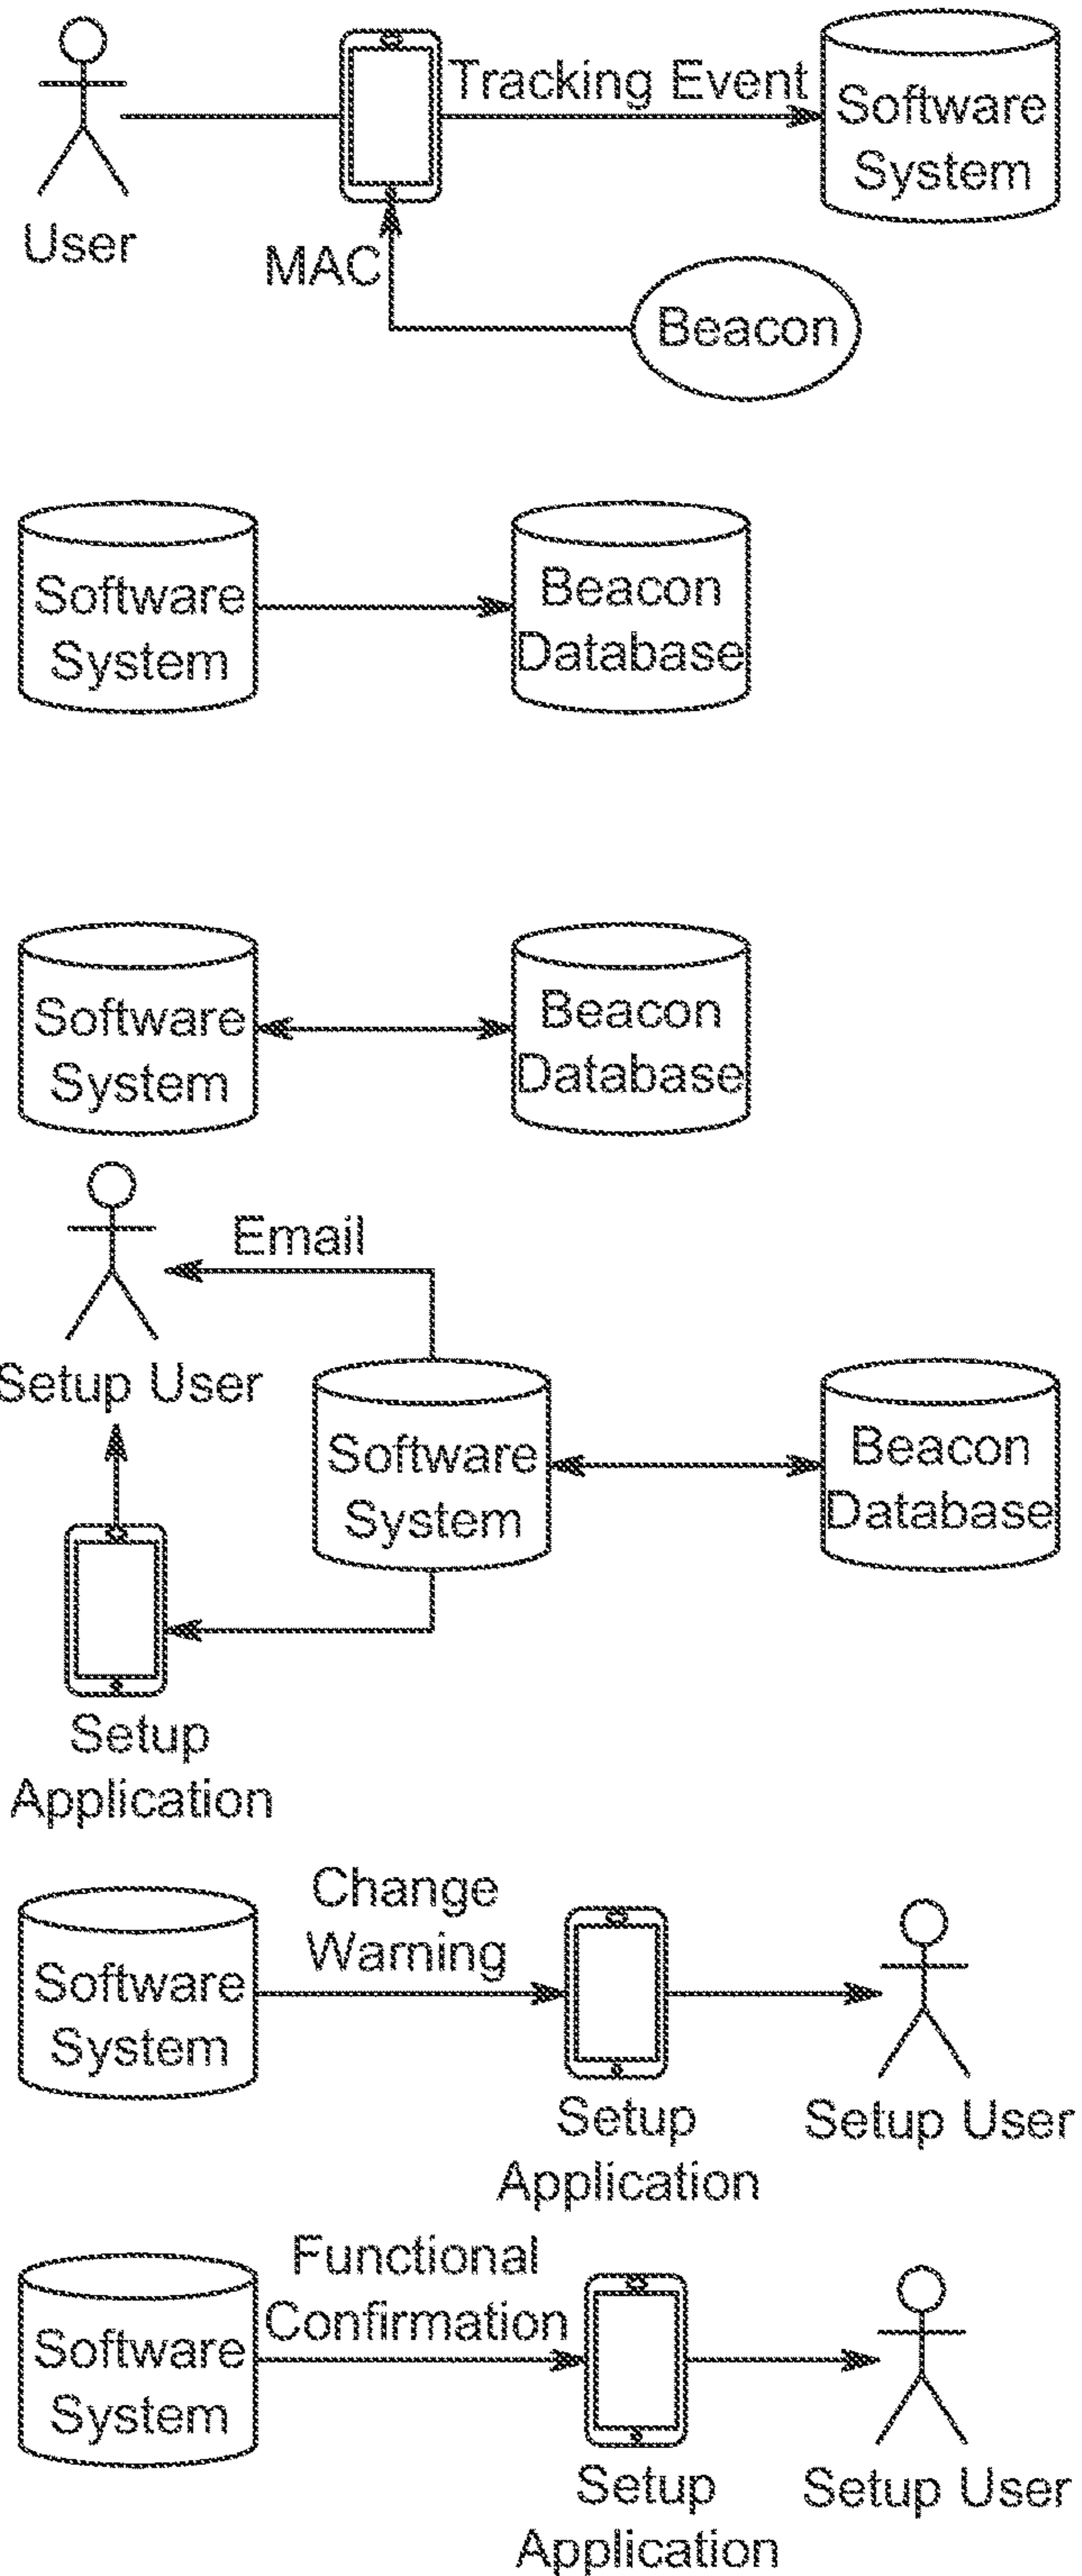 Tracking Event
Software
System
User
MAC
Beacon
Software
System
Beacon
Database
Software
System
Beacon
Database
Email
Setup User
Software
System
Beacon
Database
Setup
Application
Change
Warning
Software
System
Setup
Application
Setup User
Functional
Confirmation
Software
System
Setup
Application
Setup User